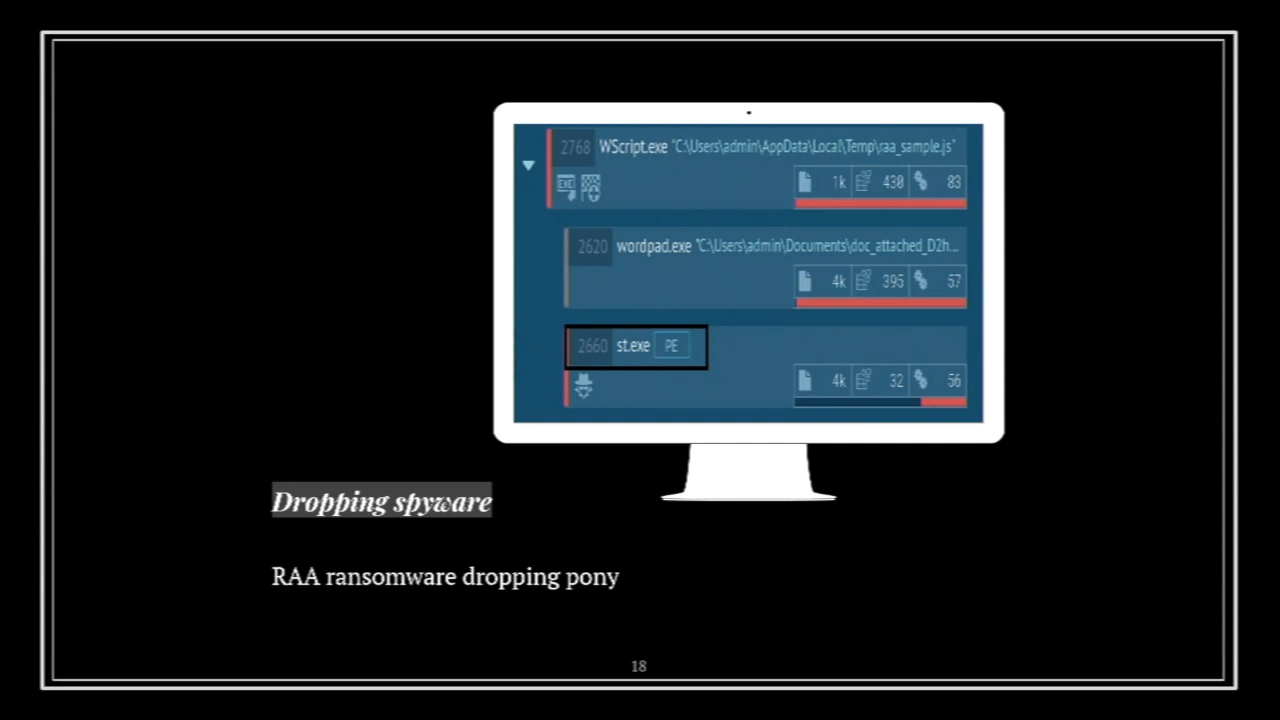 2768 WScript.exe "C:\Users\admin\AppData\Local\Temp\raa_sample.js"
EXE
1k 430 83
2620 wordpad.exe "C:\Users\admin\Documents\doc_attached_D2h...
4k 395 57
2660 st.exe PE
4k 32 56
Dropping spyware
RAA ransomware dropping pony
18